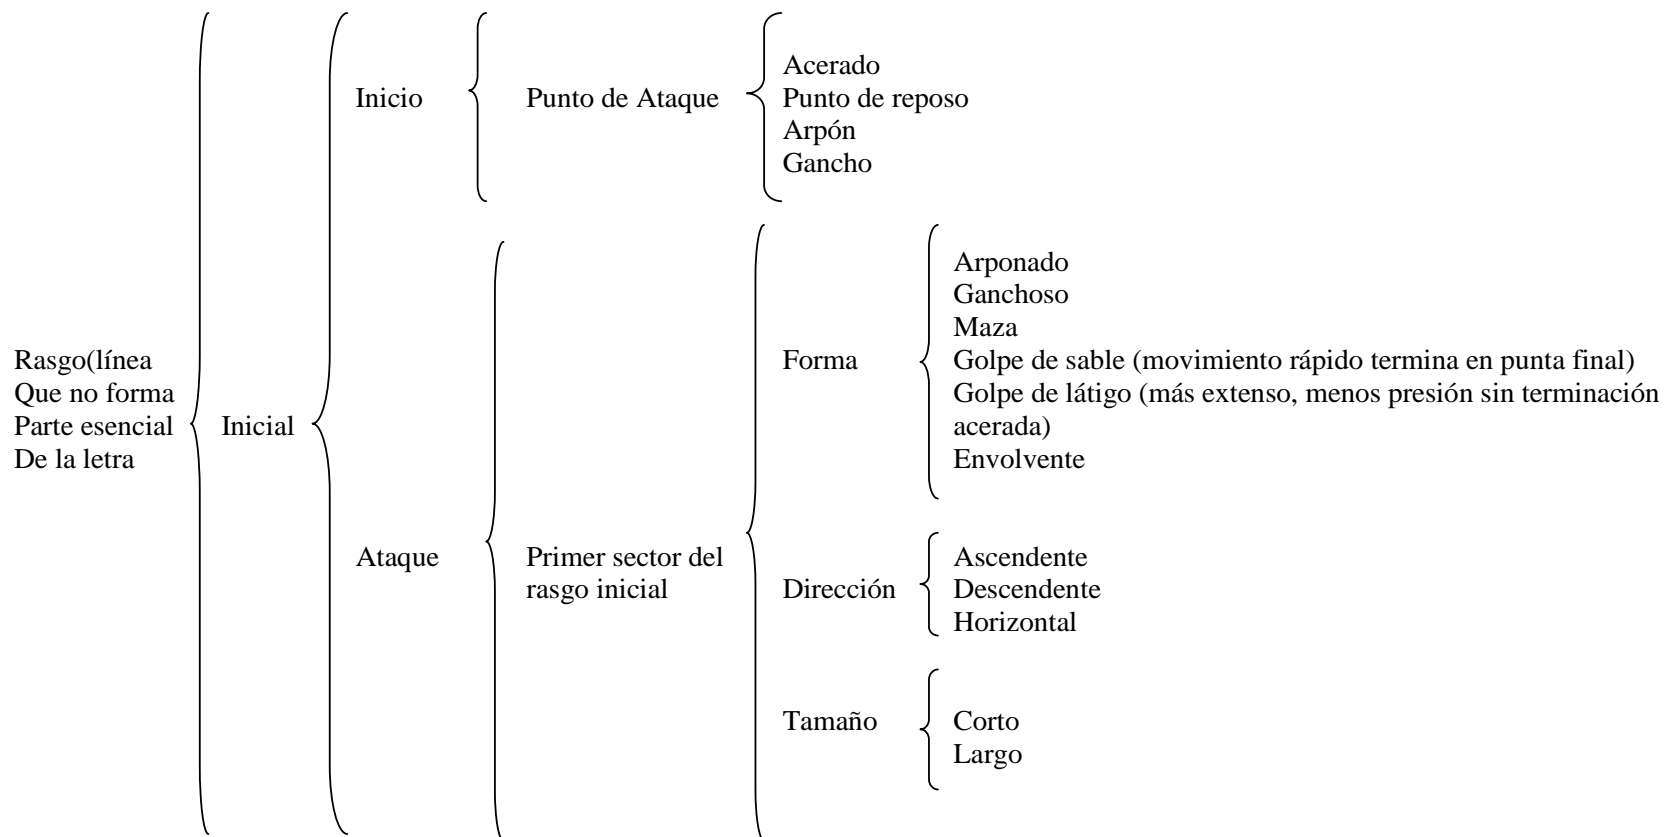 Inicio
Punto de Ataque
Acerado
Punto de reposo
Arpón
Gancho
Rasgo(línea
Que no forma
Parte esencial
De la letra
Inicial
Ataque
Primer sector del
rasgo inicial
Forma
Arponado
Ganchoso
Maza
Golpe de sable (movimiento rápido termina en punta final)
Golpe de látigo (más extenso, menos presión sin terminación
acerada)
Envolvente
Dirección
Ascendente
Descendente
Horizontal
Tamaño
Corto
Largo